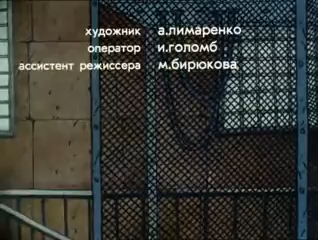 художник а.лимаренко
оператор и.голомб
ассистент режиссера м.бирюкова